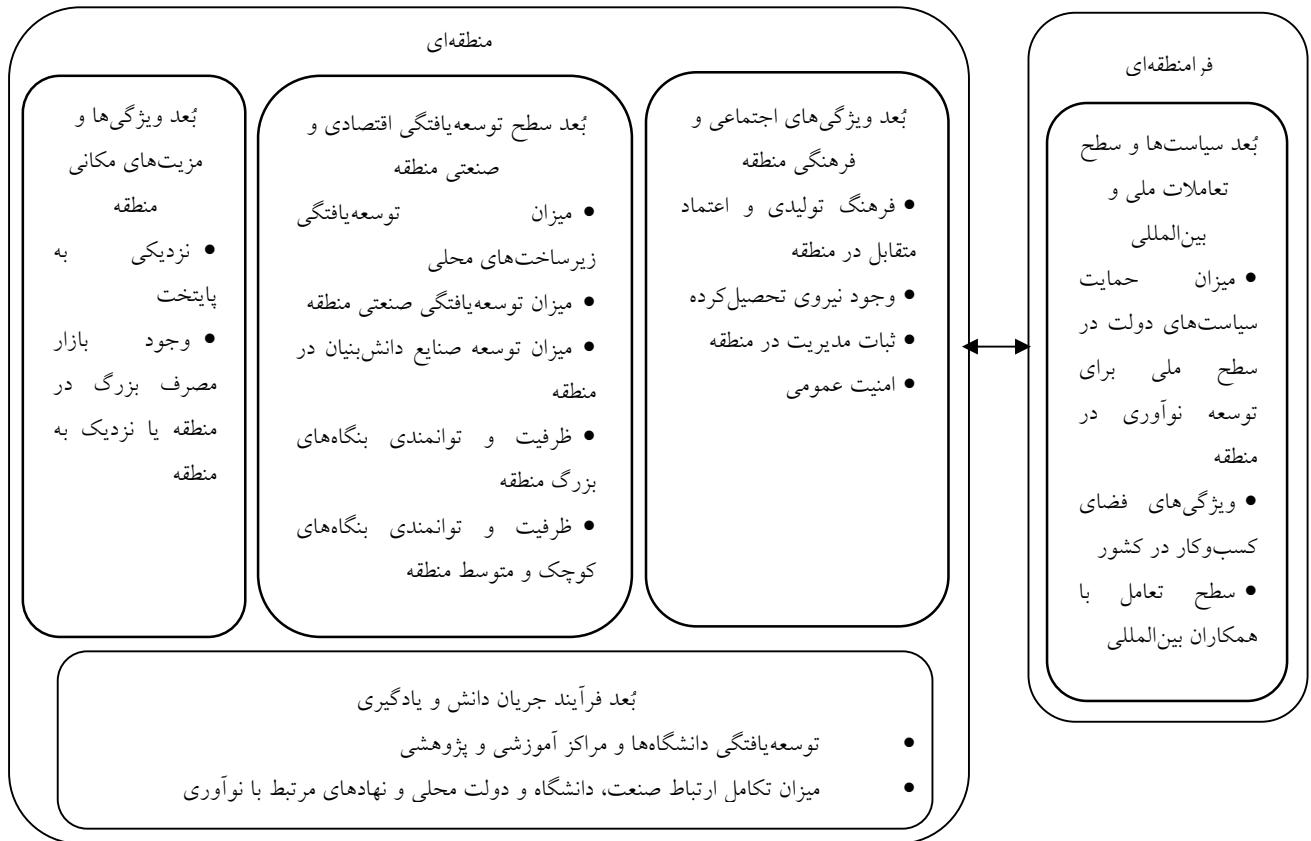 فرامنطقه‌ای
بُعد سیاست‌ها و سطح
تعاملات ملی و
بین‌المللی
● میزان حمایت
سیاست‌های دولت در
سطح ملی برای
توسعه نوآوری در
منطقه
● ویژگی‌های فضای
کسب‌وکار در کشور
● سطح تعامل با
همکاران بین‌المللی
منطقه‌ای
بُعد ویژگی‌های اجتماعی و
فرهنگی منطقه
● فرهنگ تولیدی و اعتماد
متقابل در منطقه
● وجود نیروی تحصیل‌کرده
● ثبات مدیریت در منطقه
● امنیت عمومی
بُعد سطح توسعه‌یافتگی اقتصادی و
صنعتی منطقه
● میزان توسعه‌یافتگی
زیرساخت‌های محلی
● میزان توسعه‌یافتگی صنعتی منطقه
● میزان توسعه صنایع دانش‌بنیان در
منطقه
● ظرفیت و توانمندی بنگاه‌های
بزرگ منطقه
● ظرفیت و توانمندی بنگاه‌های
کوچک و متوسط منطقه
بُعد ویژگی‌ها و
مزیت‌های مکانی
منطقه
● نزدیکی به
پایتخت
● وجود بازار
مصرف بزرگ در
منطقه یا نزدیک به
منطقه
بُعد فرآیند جریان دانش و یادگیری
● توسعه‌یافتگی دانشگاه‌ها و مراکز آموزشی و پژوهشی
● میزان تکامل ارتباط صنعت، دانشگاه و دولت محلی و نهادهای مرتبط با نوآوری